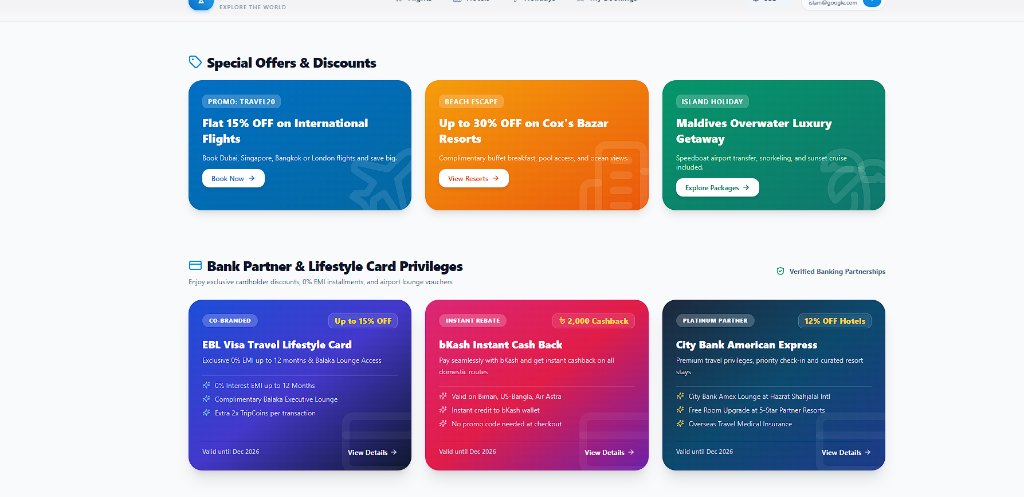 EXPLORE THE WORLD
islam@google.com
Special Offers & Discounts
PROMO: TRAVEL20
Flat 15% OFF on International
Flights
Book Dubai, Singapore, Bangkok or London flights and save big.
Book Now →
BEACH ESCAPE
Up to 30% OFF on Cox's Bazar
Resorts
Complimentary buffet breakfast, pool access, and ocean views.
View Resorts →
ISLAND HOLIDAY
Maldives Overwater Luxury
Getaway
Speedboat airport transfer, snorkeling, and sunset cruise
included.
Explore Packages →
Bank Partner & Lifestyle Card Privileges
Enjoy exclusive cardholder discounts, 0% EMI installments, and airport lounge vouchers
Verified Banking Partnerships
CO-BRANDED
Up to 15% OFF
EBL Visa Travel Lifestyle Card
Exclusive 0% EMI up to 12 months & Balaka Lounge Access
0% Interest EMI up to 12 Months
Complimentary Balaka Executive Lounge
Extra 2x TripCoins per transaction
Valid until Dec 2026
View Details →
INSTANT REBATE
৳ 2,000 Cashback
bKash Instant Cash Back
Pay seamlessly with bKash and get instant cashback on all
domestic routes
Valid on Biman, US-Bangla, Air Astra
Instant credit to bKash wallet
No promo code needed at checkout
Valid until Dec 2026
View Details →
PLATINUM PARTNER
12% OFF Hotels
City Bank American Express
Premium travel privileges, priority check-in and curated resort
stays
City Bank Amex Lounge at Hazrat Shahjalal Intl
Free Room Upgrade at 5-Star Partner Resorts
Overseas Travel Medical Insurance
Valid until Dec 2026
View Details →